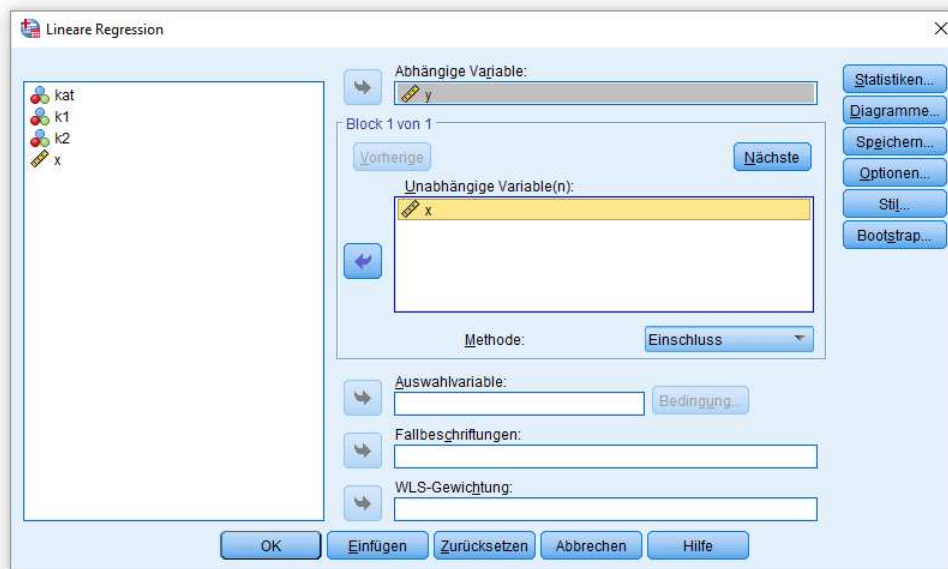 Lineare Regression
kat
k1
k2
x
Abhängige Variable:
y
Block 1 von 1
Vorherige
Nächste
Unabhängige Variable(n):
x
Methode:
Einschluss
Auswahlvariable:
Bedingung...
Fallbeschriftungen:
WLS-Gewichtung:
Statistiken...
Diagramme...
Speichern...
Optionen...
Stil...
Bootstrap...
OK
Einfügen
Zurücksetzen
Abbrechen
Hilfe